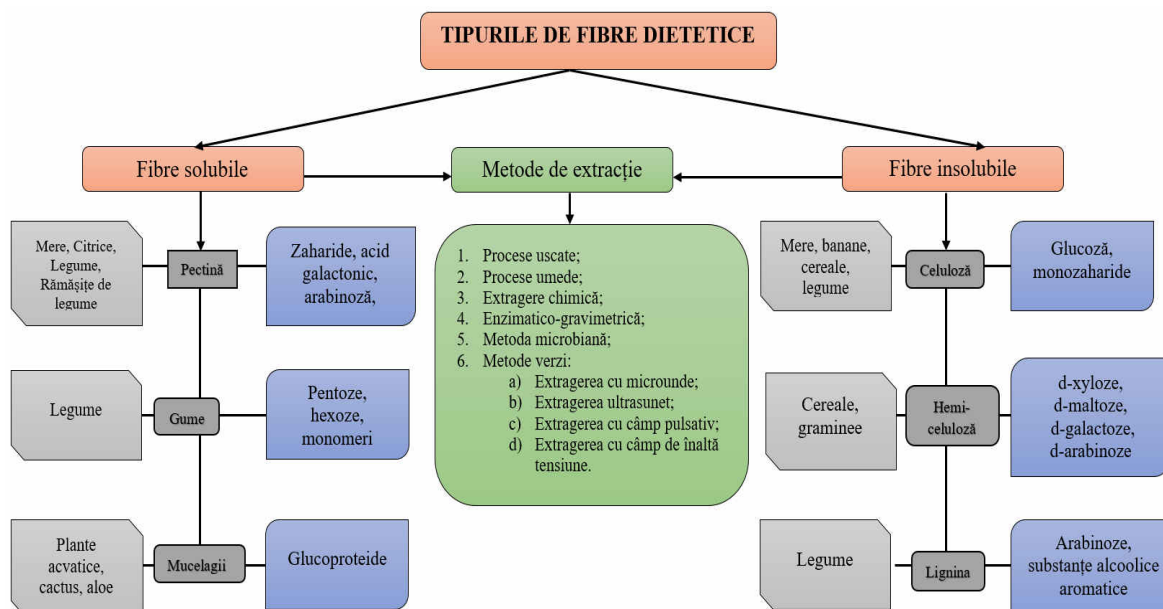 TIPURILE DE FIBRE DIETETICE
Fibre solubile
Metode de extracție
Fibre insolubile
Mere, Citrice,
Legume,
Rămășițe de
legume
Pectină
Zaharide, acid
galactonic,
arabinoză,
Legume
Gume
Pentoze,
hexoze,
monomeri
Plante
acvatice,
cactus, aloe
Mucelagii
Glucoproteide
1. Procese uscate;
2. Procese umede;
3. Extragere chimică;
4. Enzimatico-gravimetrică;
5. Metoda microbiană;
6. Metode verzi:
a) Extragerea cu microunde;
b) Extragerea ultrasunet;
c) Extragerea cu câmp pulsativ;
d) Extragerea cu câmp de înaltă
tensiune.
Mere, banane,
cereale,
legume
Celuloză
Glucoză,
monozaharide
Cereale,
graminee
Hemi-
celuloză
d-xyloze,
d-maltoze,
d-galactoze,
d-arabinoze
Legume
Lignina
Arabinoze,
substanțe alcoolice
aromatice